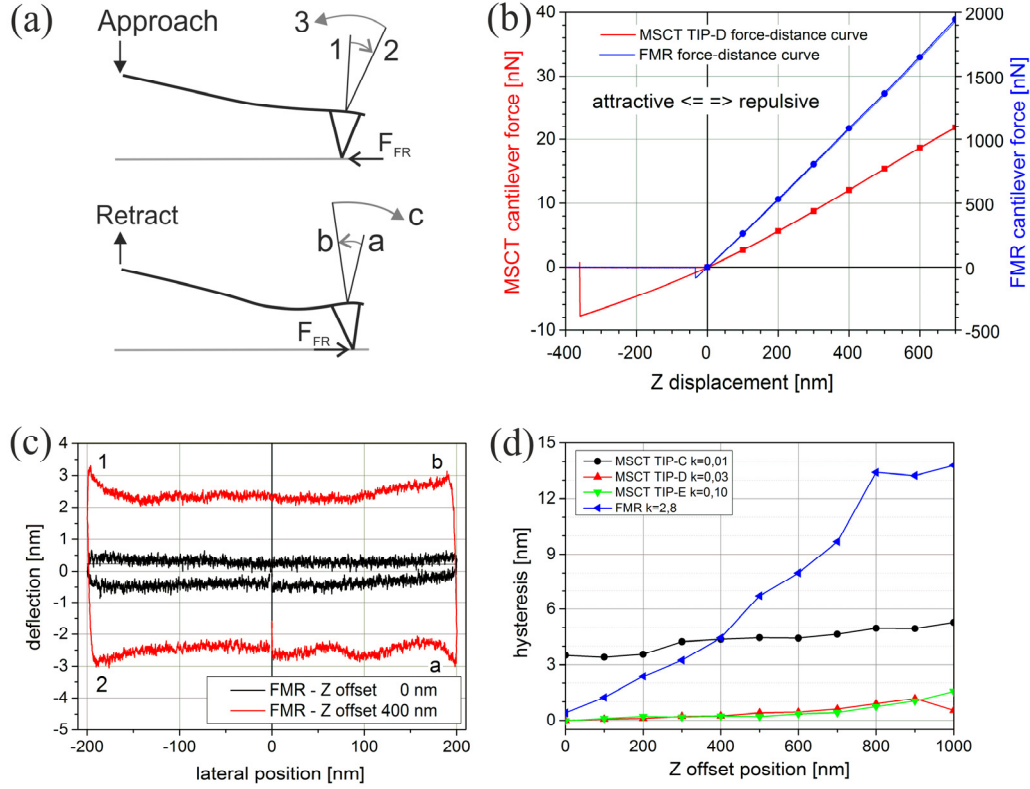 (a)
Approach
3
1
2
F_FR
Retract
b
a
c
F_FR
(b)
MSCT cantilever force [nN]
40
30
20
10
0
-10
MSCT TIP-D force-distance curve
FMR force-distance curve
attractive <= => repulsive
2000
1500
1000
500
0
-500
FMR cantilever force [nN]
-400
-200
0
200
400
600
Z displacement [nm]
(c)
deflection [nm]
4
3
2
1
0
-1
-2
-3
-4
-5
1
b
2
a
FMR - Z offset 0 nm
FMR - Z offset 400 nm
-200
-100
0
100
200
lateral position [nm]
(d)
hysteresis [nm]
15
12
9
6
3
0
MSCT TIP-C k=0,01
MSCT TIP-D k=0,03
MSCT TIP-E k=0,10
FMR k=2,8
0
200
400
600
800
1000
Z offset position [nm]